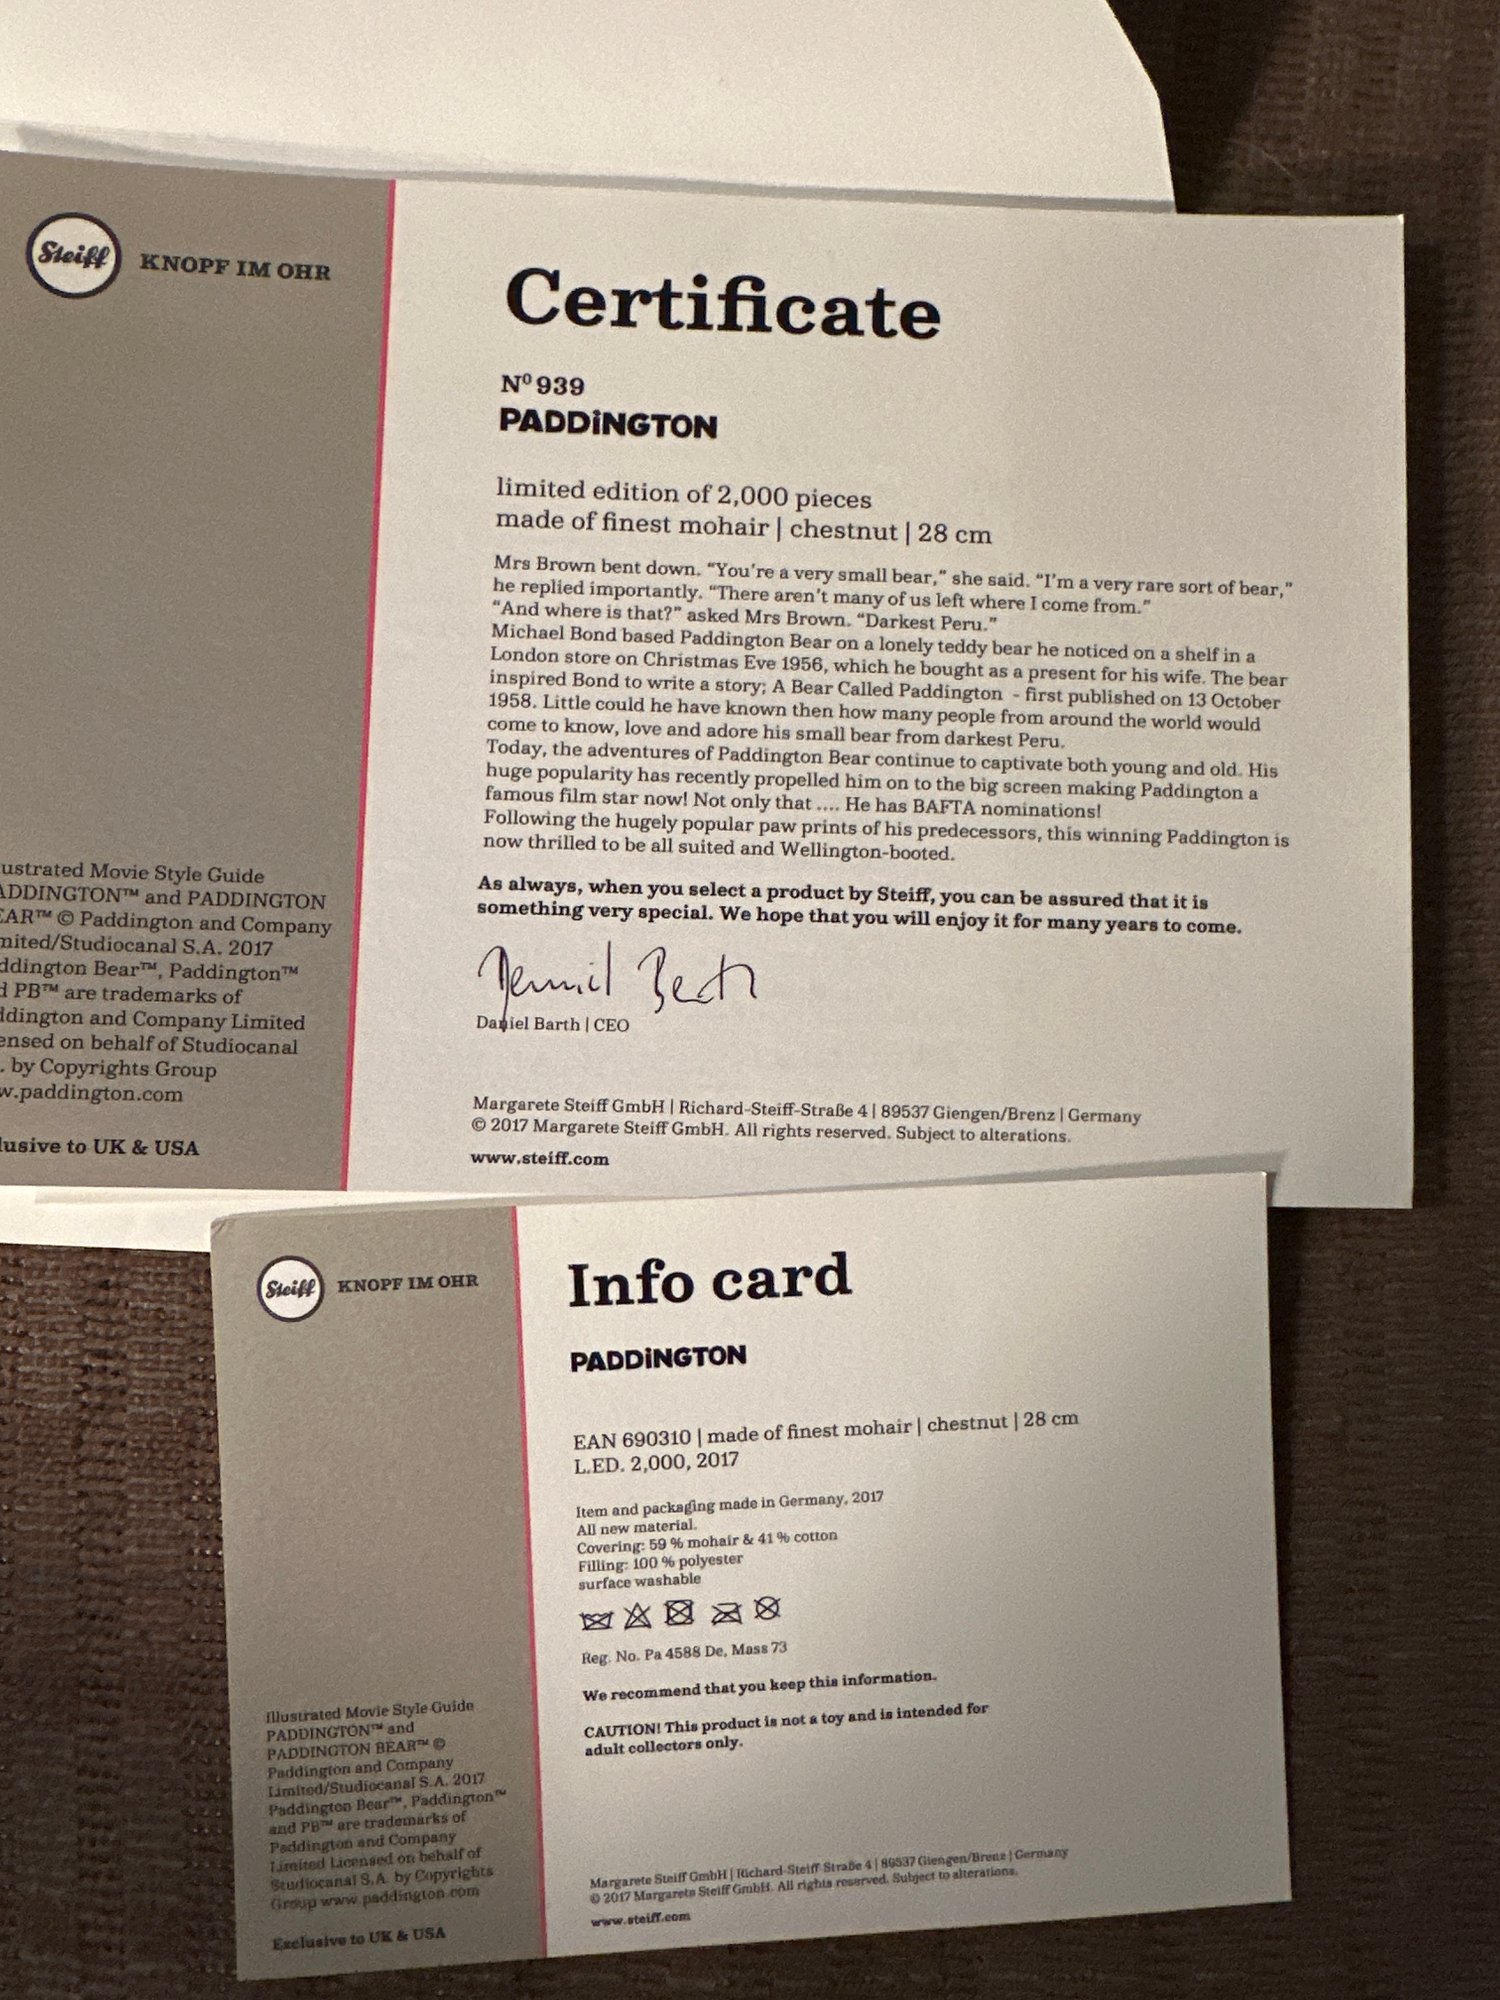 Steiff KNOPF IM OHR
Certificate
Nº 939
PADDiNGTON
limited edition of 2,000 pieces
made of finest mohair | chestnut | 28 cm
Mrs Brown bent down. “You’re a very small bear,” she said. “I’m a very rare sort of bear,”
he replied importantly. “There aren’t many of us left where I come from.”
“And where is that?” asked Mrs Brown. “Darkest Peru.”
Michael Bond based Paddington Bear on a lonely teddy bear he noticed on a shelf in a
London store on Christmas Eve 1956, which he bought as a present for his wife. The bear
inspired Bond to write a story; A Bear Called Paddington - first published on 13 October
1958. Little could he have known then how many people from around the world would
come to know, love and adore his small bear from darkest Peru.
Today, the adventures of Paddington Bear continue to captivate both young and old. His
huge popularity has recently propelled him on to the big screen making Paddington a
famous film star now! Not only that .... He has BAFTA nominations!
Following the hugely popular paw prints of his predecessors, this winning Paddington is
now thrilled to be all suited and Wellington-booted.
As always, when you select a product by Steiff, you can be assured that it is
something very special. We hope that you will enjoy it for many years to come.
Daniel Barth
Daniel Barth | CEO
Margarete Steiff GmbH | Richard-Steiff-Straße 4 | 89537 Giengen/Brenz | Germany
© 2017 Margarete Steiff GmbH. All rights reserved. Subject to alterations.
www.steiff.com
ustrated Movie Style Guide
ADDINGTON™ and PADDINGTON
EAR™ © Paddington and Company
mited/Studiocanal S.A. 2017
ddington Bear™, Paddington™
d PB™ are trademarks of
ddington and Company Limited
ensed on behalf of Studiocanal
. by Copyrights Group
w.paddington.com
lusive to UK & USA
Steiff KNOPF IM OHR
Info card
PADDiNGTON
EAN 690310 | made of finest mohair | chestnut | 28 cm
L.ED. 2,000, 2017
Item and packaging made in Germany, 2017
All new material.
Covering: 59 % mohair & 41 % cotton
Filling: 100 % polyester
surface washable
Reg. No. Pa 4588 De, Mass 73
We recommend that you keep this information.
CAUTION! This product is not a toy and is intended for
adult collectors only.
Margarete Steiff GmbH | Richard-Steiff-Straße 4 | 89537 Giengen/Brenz | Germany
© 2017 Margarete Steiff GmbH. All rights reserved. Subject to alterations.
www.steiff.com
Illustrated Movie Style Guide
PADDINGTON™ and
PADDINGTON BEAR™ ©
Paddington and Company
Limited/Studiocanal S.A. 2017
Paddington Bear™, Paddington™
and PB™ are trademarks of
Paddington and Company
Limited Licensed on behalf of
Studiocanal S.A. by Copyrights
Group www.paddington.com
Exclusive to UK & USA